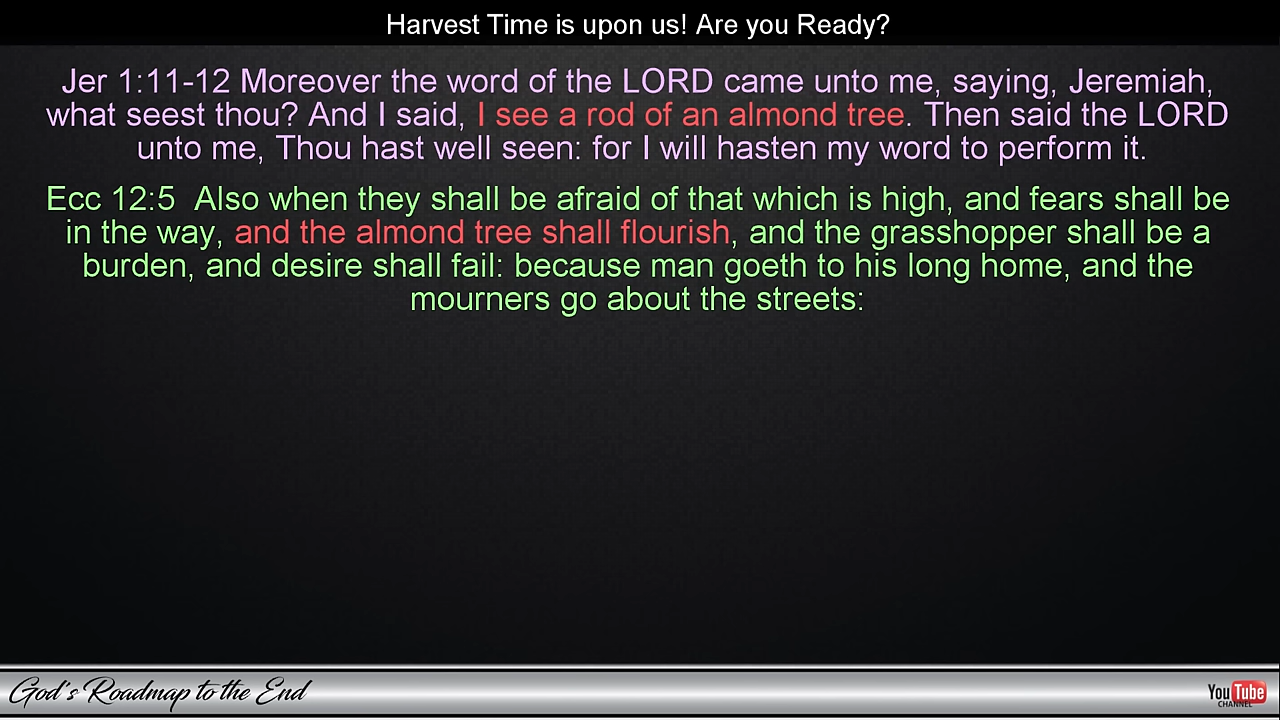 Harvest Time is upon us! Are you Ready?
Jer 1:11-12 Moreover the word of the LORD came unto me, saying, Jeremiah,
what seest thou? And I said, I see a rod of an almond tree. Then said the LORD
unto me, Thou hast well seen: for I will hasten my word to perform it.
Ecc 12:5  Also when they shall be afraid of that which is high, and fears shall be
in the way, and the almond tree shall flourish, and the grasshopper shall be a
burden, and desire shall fail: because man goeth to his long home, and the
mourners go about the streets:
God's Roadmap to the End
YouTube
CHANNEL